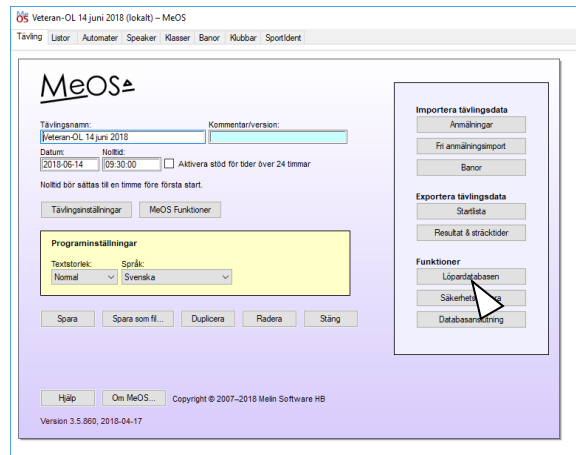 MeOS Veteran-OL 14 juni 2018 (lokalt) – MeOS
Tävling Listor Automater Speaker Klasser Banor Klubbar SportIdent
MeOS
Tävlingsnamn: Kommentar/version:
Veteran-OL 14 juni 2018
Datum: Nolltid:
2018-06-14 09:30:00 Aktivera stöd för tider över 24 timmar
Nolltid bör sättas till en timme före första start.
Tävlingsinställningar MeOS Funktioner
Programinställningar
Textstorlek: Språk:
Normal Svenska
Spara Spara som fil... Duplicera Radera Stäng
Hjälp Om MeOS... Copyright © 2007–2018 Melin Software HB
Version 3.5.860, 2018-04-17
Importera tävlingsdata
Anmälningar
Fri anmälningsimport
Banor
Exportera tävlingsdata
Startlista
Resultat & sträcktider
Funktioner
Löpardatabasen